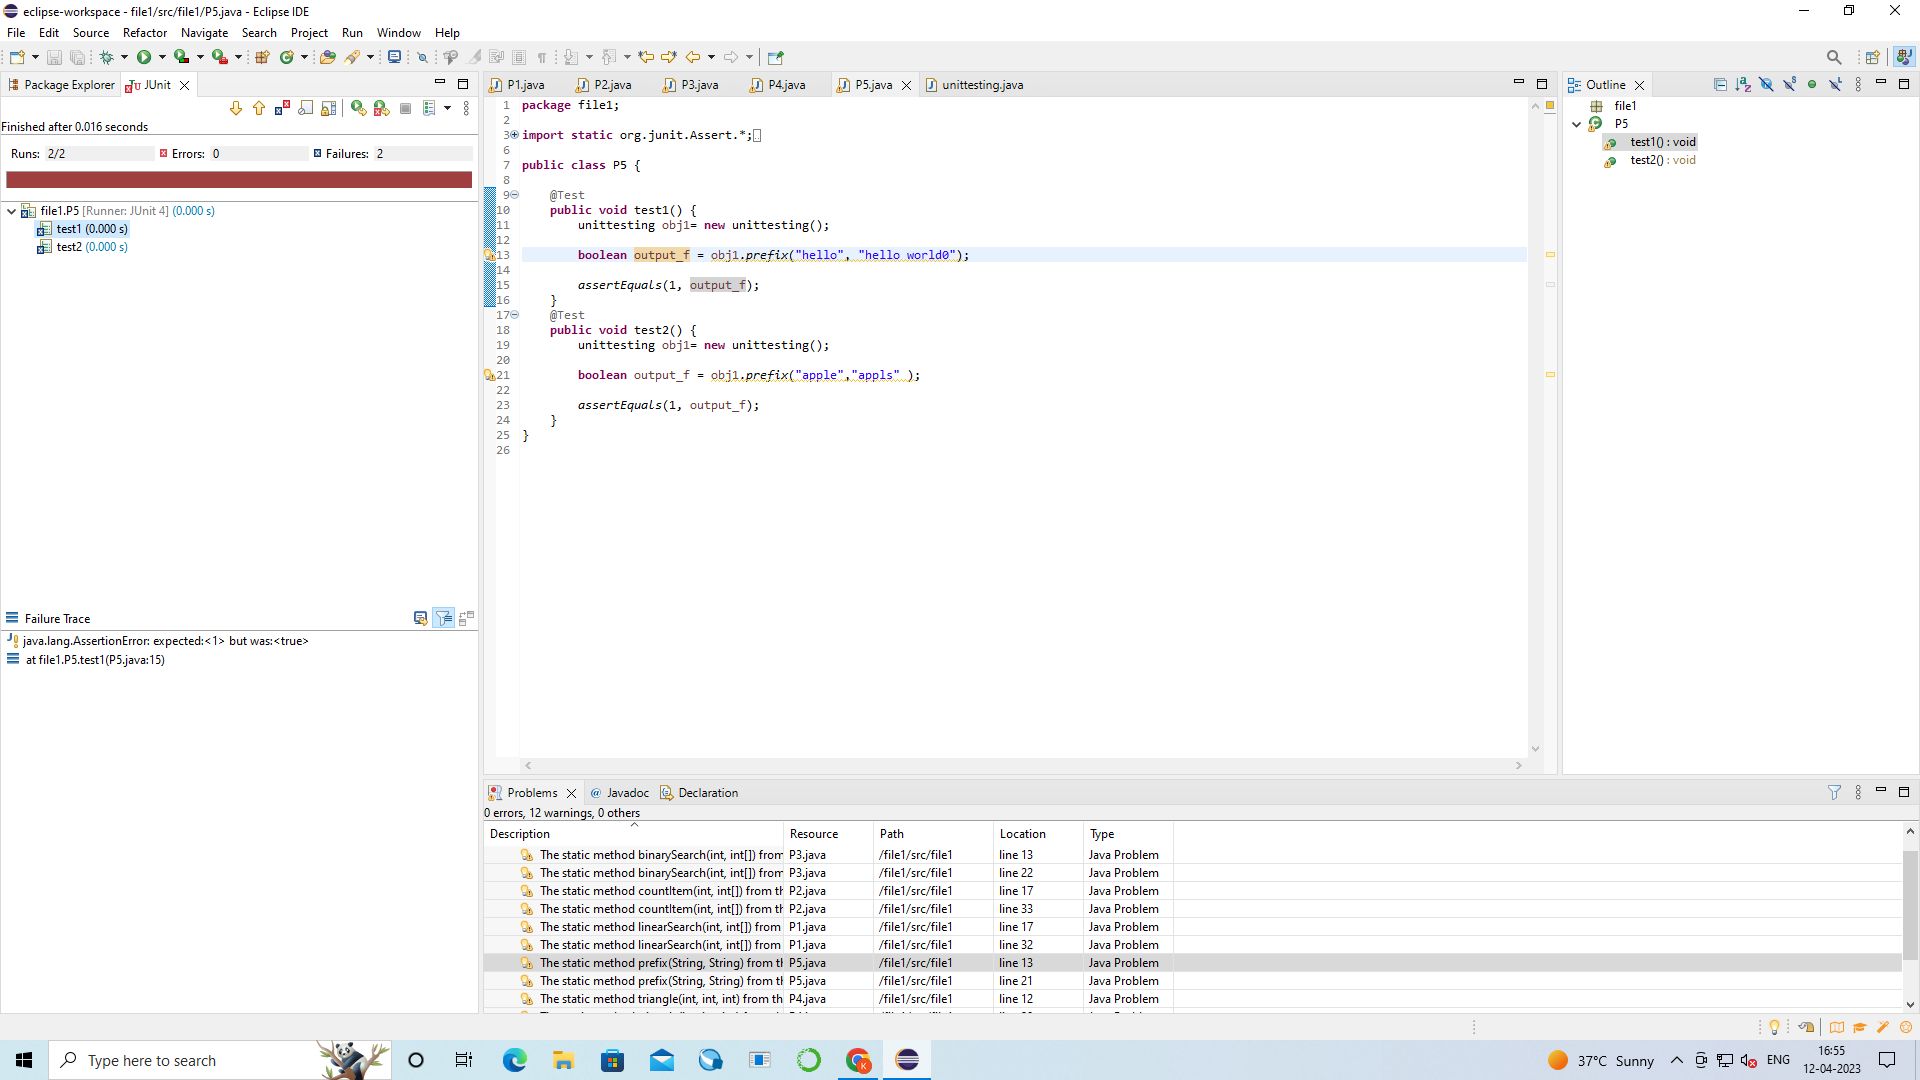 eclipse-workspace - file1/src/file1/P5.java - Eclipse IDE
File Edit Source Refactor Navigate Search Project Run Window Help
Package Explorer JUnit
Finished after 0.016 seconds
Runs: 2/2 Errors: 0 Failures: 2
file1.P5 [Runner: JUnit 4] (0.000 s)
test1 (0.000 s)
test2 (0.000 s)
Failure Trace
java.lang.AssertionError: expected:<1> but was:<true>
at file1.P5.test1(P5.java:15)
P1.java P2.java P3.java P4.java P5.java unittesting.java
1 package file1;
2
3 import static org.junit.Assert.*;
6
7 public class P5 {
8
9 @Test
10 public void test1() {
11 unittesting obj1= new unittesting();
12
13 boolean output_f = obj1.prefix("hello", "hello world0");
14
15 assertEquals(1, output_f);
16 }
17 @Test
18 public void test2() {
19 unittesting obj1= new unittesting();
20
21 boolean output_f = obj1.prefix("apple","appls" );
22
23 assertEquals(1, output_f);
24 }
25 }
26
Outline
file1
P5
test1() : void
test2() : void
Problems @ Javadoc Declaration
0 errors, 12 warnings, 0 others
Description Resource Path Location Type
The static method binarySearch(int, int[]) from P3.java /file1/src/file1 line 13 Java Problem
The static method binarySearch(int, int[]) from P3.java /file1/src/file1 line 22 Java Problem
The static method countItem(int, int[]) from th P2.java /file1/src/file1 line 17 Java Problem
The static method countItem(int, int[]) from th P2.java /file1/src/file1 line 33 Java Problem
The static method linearSearch(int, int[]) from P1.java /file1/src/file1 line 17 Java Problem
The static method linearSearch(int, int[]) from P1.java /file1/src/file1 line 32 Java Problem
The static method prefix(String, String) from th P5.java /file1/src/file1 line 13 Java Problem
The static method prefix(String, String) from th P5.java /file1/src/file1 line 21 Java Problem
The static method triangle(int, int, int) from th P4.java /file1/src/file1 line 12 Java Problem
Type here to search
37°C Sunny ENG 16:55
12-04-2023